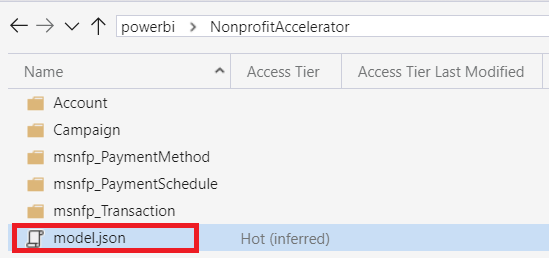 powerbi > NonprofitAccelerator
Name Access Tier Access Tier Last Modified
Account
Campaign
msnfp_PaymentMethod
msnfp_PaymentSchedule
msnfp_Transaction
model.json Hot (inferred)